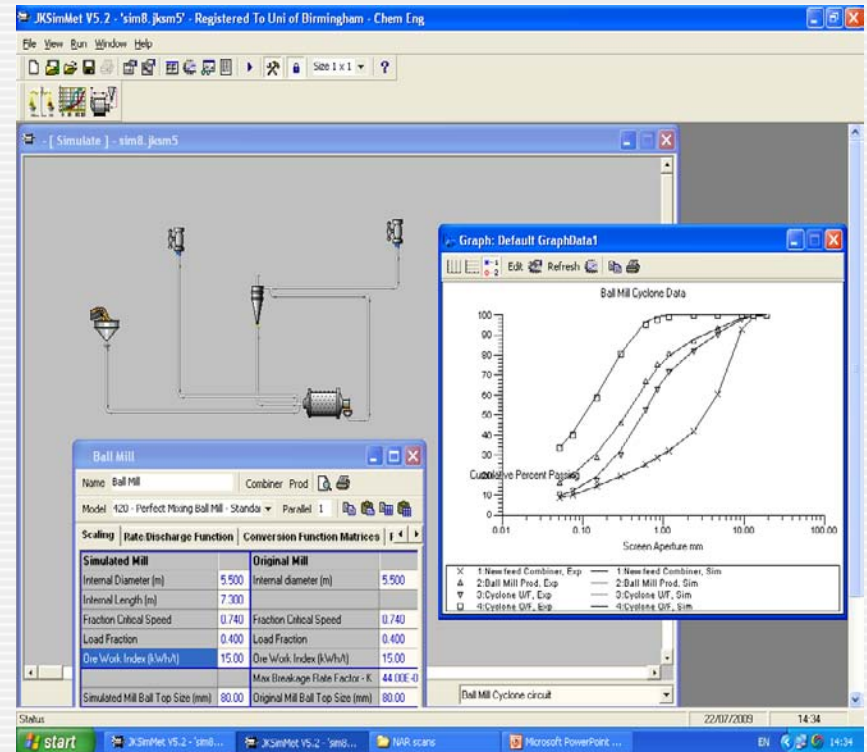 JKSimMet V5.2 - 'sim8.jksm5' - Registered To Uni of Birmingham - Chem Eng
File View Run Window Help
Size 1 x 1
- [ Simulate ] - sim8.jksm5
Graph: Default GraphData1
Edit Refresh
Ball Mill Cyclone Data
100
90
80
70
60
50
40
30
20
10
0
Cumulative Percent Passing
0.01 0.10 1.00 10.00 100.00
Screen Aperture mm
1:New feed Combiner, Exp 1:New feed Combiner, Sim
2:Ball Mill Prod, Exp 2:Ball Mill Prod, Sim
3:Cyclone U/F, Exp 3:Cyclone U/F, Sim
4:Cyclone O/F, Exp 4:Cyclone O/F, Sim
Ball Mill
Name Ball Mill Combiner Prod
Model 420 - Perfect Mixing Ball Mill - Standar Parallel 1
Scaling Rate/Discharge Function Conversion Function Matrices
Simulated Mill Original Mill
Internal Diameter (m) 5.500 Internal diameter (m) 5.500
Internal Length (m) 7.300
Fraction Critical Speed 0.740 Fraction Critical Speed 0.740
Load Fraction 0.400 Load Fraction 0.400
Ore Work Index (kWh/t) 15.00 Ore Work Index (kWh/t) 15.00
Max Breakage Rate Factor - K 44.00E-0
Simulated Mill Ball Top Size (mm) 80.00 Original Mill Ball Top Size (mm) 80.00
Ball Mill Cyclone circuit
Status 22/07/2009 14:34
start JKSimMet V5.2 - 'sim8... JKSimMet V5.2 - 'sim8... NAR scans Microsoft PowerPoint ... EN 14:34